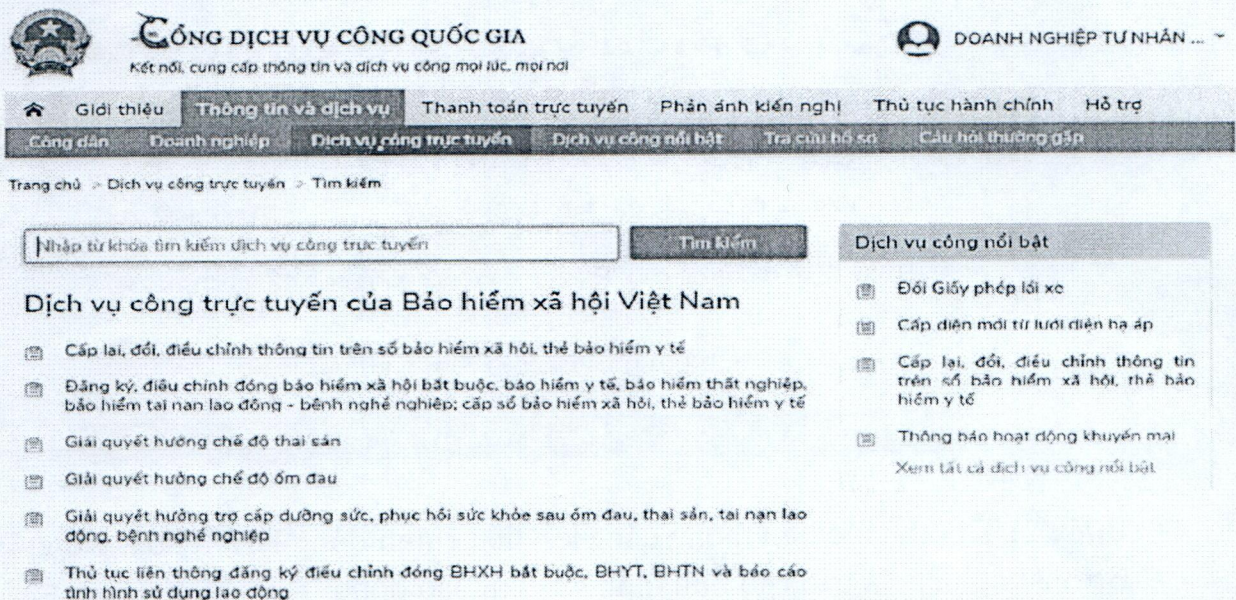 CỔNG DỊCH VỤ CÔNG QUỐC GIA
Kết nối, cung cấp thông tin và dịch vụ công mọi lúc, mọi nơi
DOANH NGHIỆP TƯ NHÂN ...
Giới thiệu Thông tin và dịch vụ Thanh toán trực tuyến Phản ánh kiến nghị Thủ tục hành chính Hỗ trợ
Công dân Doanh nghiệp Dịch vụ công trực tuyến Dịch vụ công nổi bật Tra cứu hồ sơ Câu hỏi thường gặp
Trang chủ > Dịch vụ công trực tuyến > Tìm kiếm
Nhập từ khóa tìm kiếm dịch vụ công trực tuyến
Tìm kiếm
Dịch vụ công trực tuyến của Bảo hiểm xã hội Việt Nam
Cấp lại, đổi, điều chỉnh thông tin trên sổ bảo hiểm xã hội, thẻ bảo hiểm y tế
Đăng ký, điều chỉnh đóng bảo hiểm xã hội bắt buộc, bảo hiểm y tế, bảo hiểm thất nghiệp,
bảo hiểm tai nạn lao động - bệnh nghề nghiệp; cấp sổ bảo hiểm xã hội, thẻ bảo hiểm y tế
Giải quyết hưởng chế độ thai sản
Giải quyết hưởng chế độ ốm đau
Giải quyết hưởng trợ cấp dưỡng sức, phục hồi sức khỏe sau ốm đau, thai sản, tai nạn lao
động, bệnh nghề nghiệp
Thủ tục liên thông đăng ký điều chỉnh đóng BHXH bắt buộc, BHYT, BHTN và báo cáo
tình hình sử dụng lao động
Dịch vụ công nổi bật
Đổi Giấy phép lái xe
Cấp điện mới từ lưới điện hạ áp
Cấp lại, đổi, điều chỉnh thông tin
trên sổ bảo hiểm xã hội, thẻ bảo
hiểm y tế
Thông báo hoạt động khuyến mại
Xem tất cả dịch vụ công nổi bật